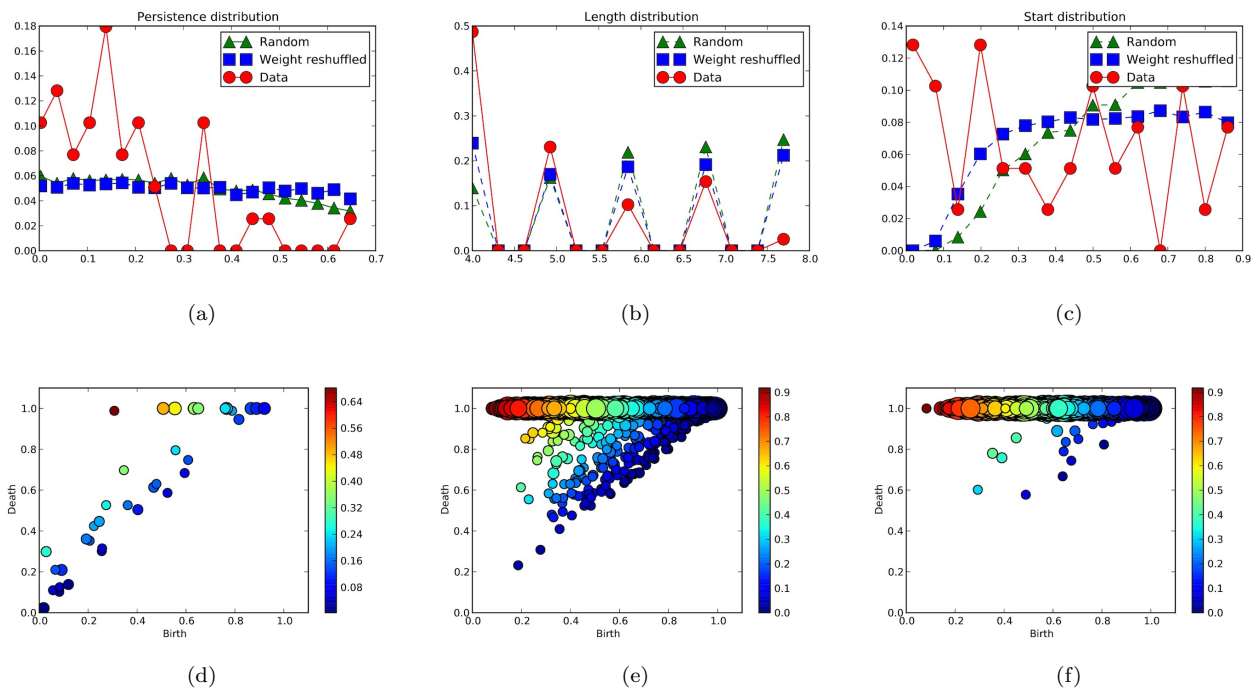 Persistence distribution
0.18
0.16
0.14
0.12
0.10
0.08
0.06
0.04
0.02
0.00
0.0 0.1 0.2 0.3 0.4 0.5 0.6 0.7
Random
Weight reshuffled
Data
(a)
Length distribution
0.5
0.4
0.3
0.2
0.1
0.0
4.0 4.5 5.0 5.5 6.0 6.5 7.0 7.5 8.0
Random
Weight reshuffled
Data
(b)
Start distribution
0.14
0.12
0.10
0.08
0.06
0.04
0.02
0.00
0.0 0.1 0.2 0.3 0.4 0.5 0.6 0.7 0.8 0.9
Random
Weight reshuffled
Data
(c)
Death
1.0
0.8
0.6
0.4
0.2
0.0
0.0 0.2 0.4 0.6 0.8 1.0
Birth
0.64
0.56
0.48
0.40
0.32
0.24
0.16
0.08
(d)
Death
1.0
0.8
0.6
0.4
0.2
0.0
0.0 0.2 0.4 0.6 0.8 1.0
Birth
0.9
0.8
0.7
0.6
0.5
0.4
0.3
0.2
0.1
0.0
(e)
Death
1.0
0.8
0.6
0.4
0.2
0.0
0.0 0.2 0.4 0.6 0.8 1.0
Birth
0.9
0.8
0.7
0.6
0.5
0.4
0.3
0.2
0.1
0.0
(f)